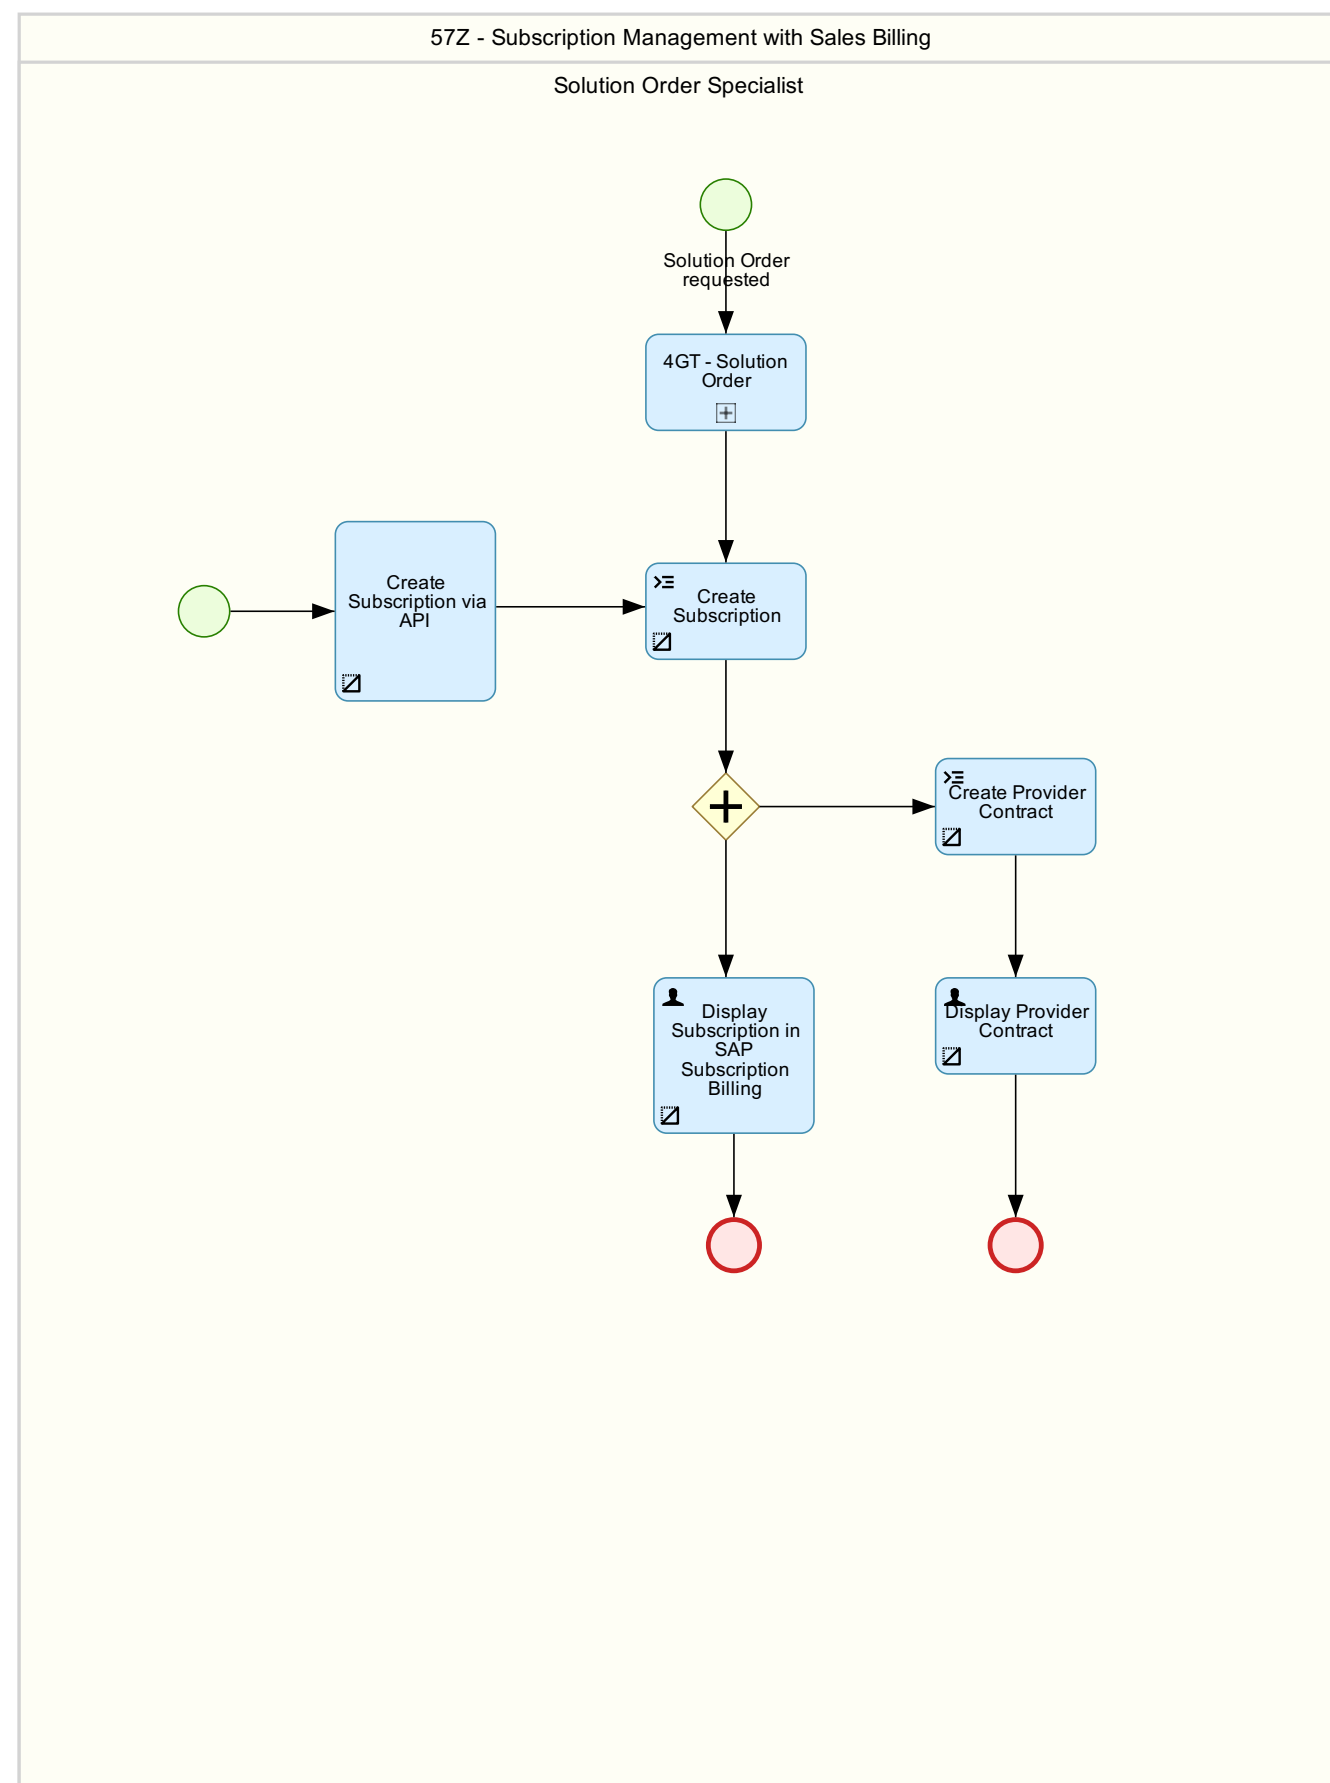 57Z - Subscription Management with Sales Billing
Solution Order Specialist
Solution Order
requested
4GT - Solution
Order
Create
Subscription via
API
Create
Subscription
Create Provider
Contract
Display
Subscription in
SAP
Subscription
Billing
Display Provider
Contract